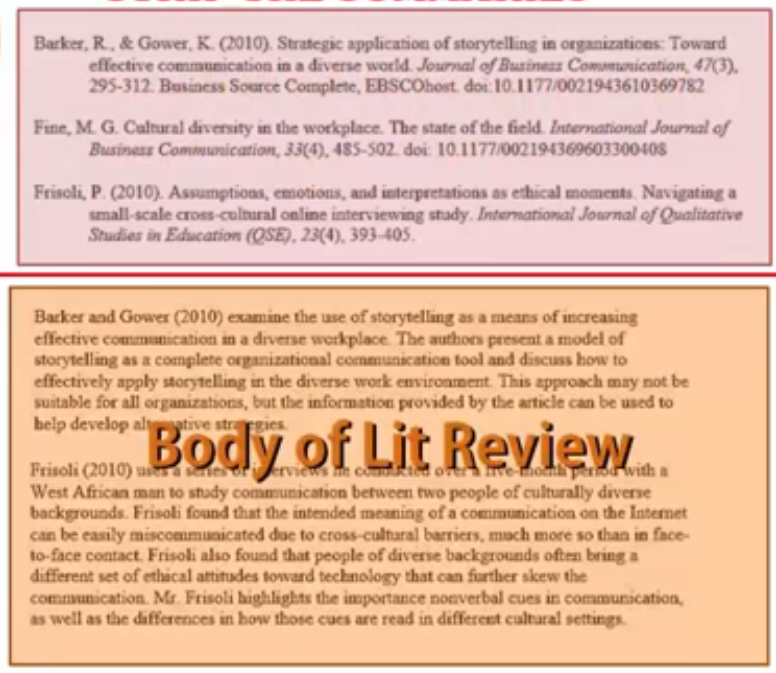 Barker, R., & Gower, K. (2010). Strategic application of storytelling in organizations: Toward
effective communication in a diverse world. Journal of Business Communication, 47(3),
295-312. Business Source Complete, EBSCOhost. doi:10.1177/0021943610369782
Fine, M. G. Cultural diversity in the workplace. The state of the field. International Journal of
Business Communication, 33(4), 485-502. doi: 10.1177/002194369603300408
Frisoli, P. (2010). Assumptions, emotions, and interpretations as ethical moments. Navigating a
small-scale cross-cultural online interviewing study. International Journal of Qualitative
Studies in Education (QSE), 23(4), 393-405.
Barker and Gower (2010) examine the use of storytelling as a means of increasing
effective communication in a diverse workplace. The authors present a model of
storytelling as a complete organizational communication tool and discuss how to
effectively apply storytelling in the diverse work environment. This approach may not be
suitable for all organizations, but the information provided by the article can be used to
help develop alternative strategies.
Body of Lit Review
Frisoli (2010) uses a series of interviews he conducted over a five-month period with a
West African man to study communication between two people of culturally diverse
backgrounds. Frisoli found that the intended meaning of a communication on the Internet
can be easily miscommunicated due to cross-cultural barriers, much more so than in face-
to-face contact. Frisoli also found that people of diverse backgrounds often bring a
different set of ethical attitudes toward technology that can further skew the
communication. Mr. Frisoli highlights the importance nonverbal cues in communication,
as well as the differences in how those cues are read in different cultural settings.